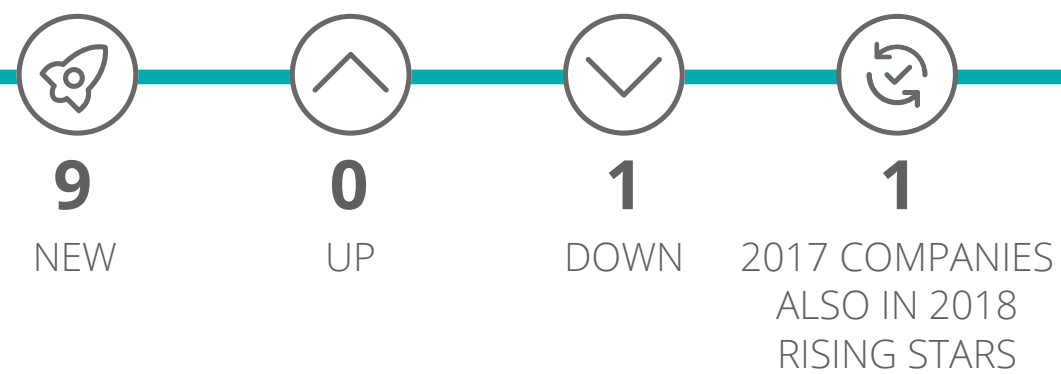 9
NEW
0
UP
1
DOWN
1
2017 COMPANIES
ALSO IN 2018
RISING STARS